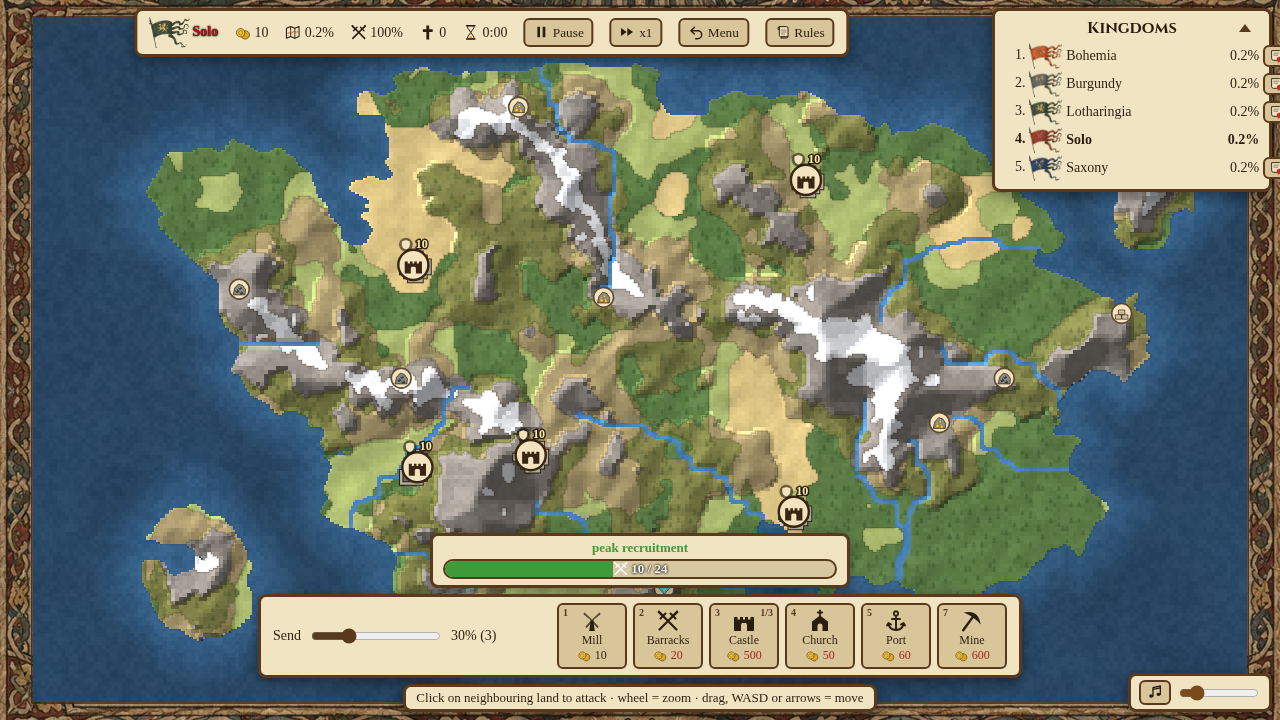 Solo 10 0.2% 100% 0 0:00 Pause x1 Menu Rules
Kingdoms
1. Bohemia 0.2%
2. Burgundy 0.2%
3. Lotharingia 0.2%
4. Solo 0.2%
5. Saxony 0.2%
10
10
10
10
10
peak recruitment
10 / 24
Send 30% (3)
1 Mill 10
2 Barracks 20
3 1/3 Castle 500
4 Church 50
5 Port 60
7 Mine 600
Click on neighbouring land to attack · wheel = zoom · drag, WASD or arrows = move